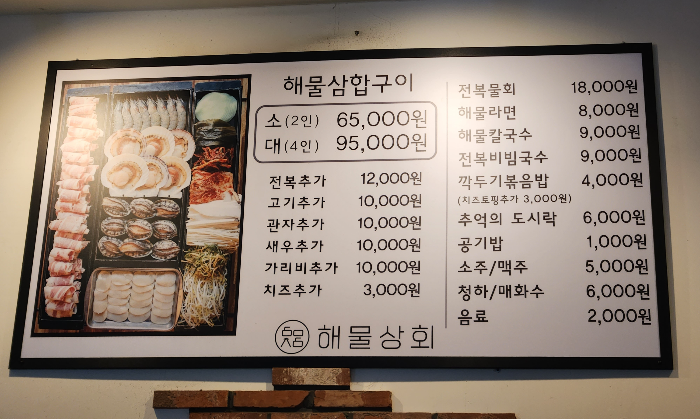 해물삼합구이
소 (2인) 65,000원
대 (4인) 95,000원
전복추가 12,000원
고기추가 10,000원
관자추가 10,000원
새우추가 10,000원
가리비추가 10,000원
치즈추가 3,000원
해물상회
전복물회 18,000원
해물라면 8,000원
해물칼국수 9,000원
전복비빔국수 9,000원
깍두기볶음밥 4,000원
(치즈토핑추가 3,000원)
추억의 도시락 6,000원
공기밥 1,000원
소주/맥주 5,000원
청하/매화수 6,000원
음료 2,000원